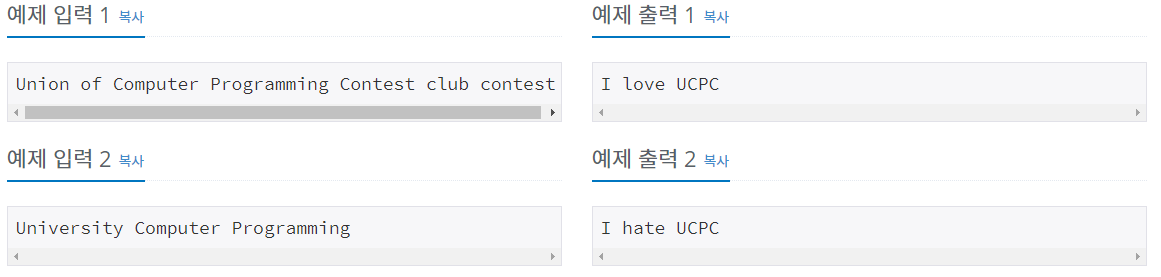 예제 입력 1 복사
예제 출력 1 복사
Union of Computer Programming Contest club contest
I love UCPC
예제 입력 2 복사
예제 출력 2 복사
University Computer Programming
I hate UCPC